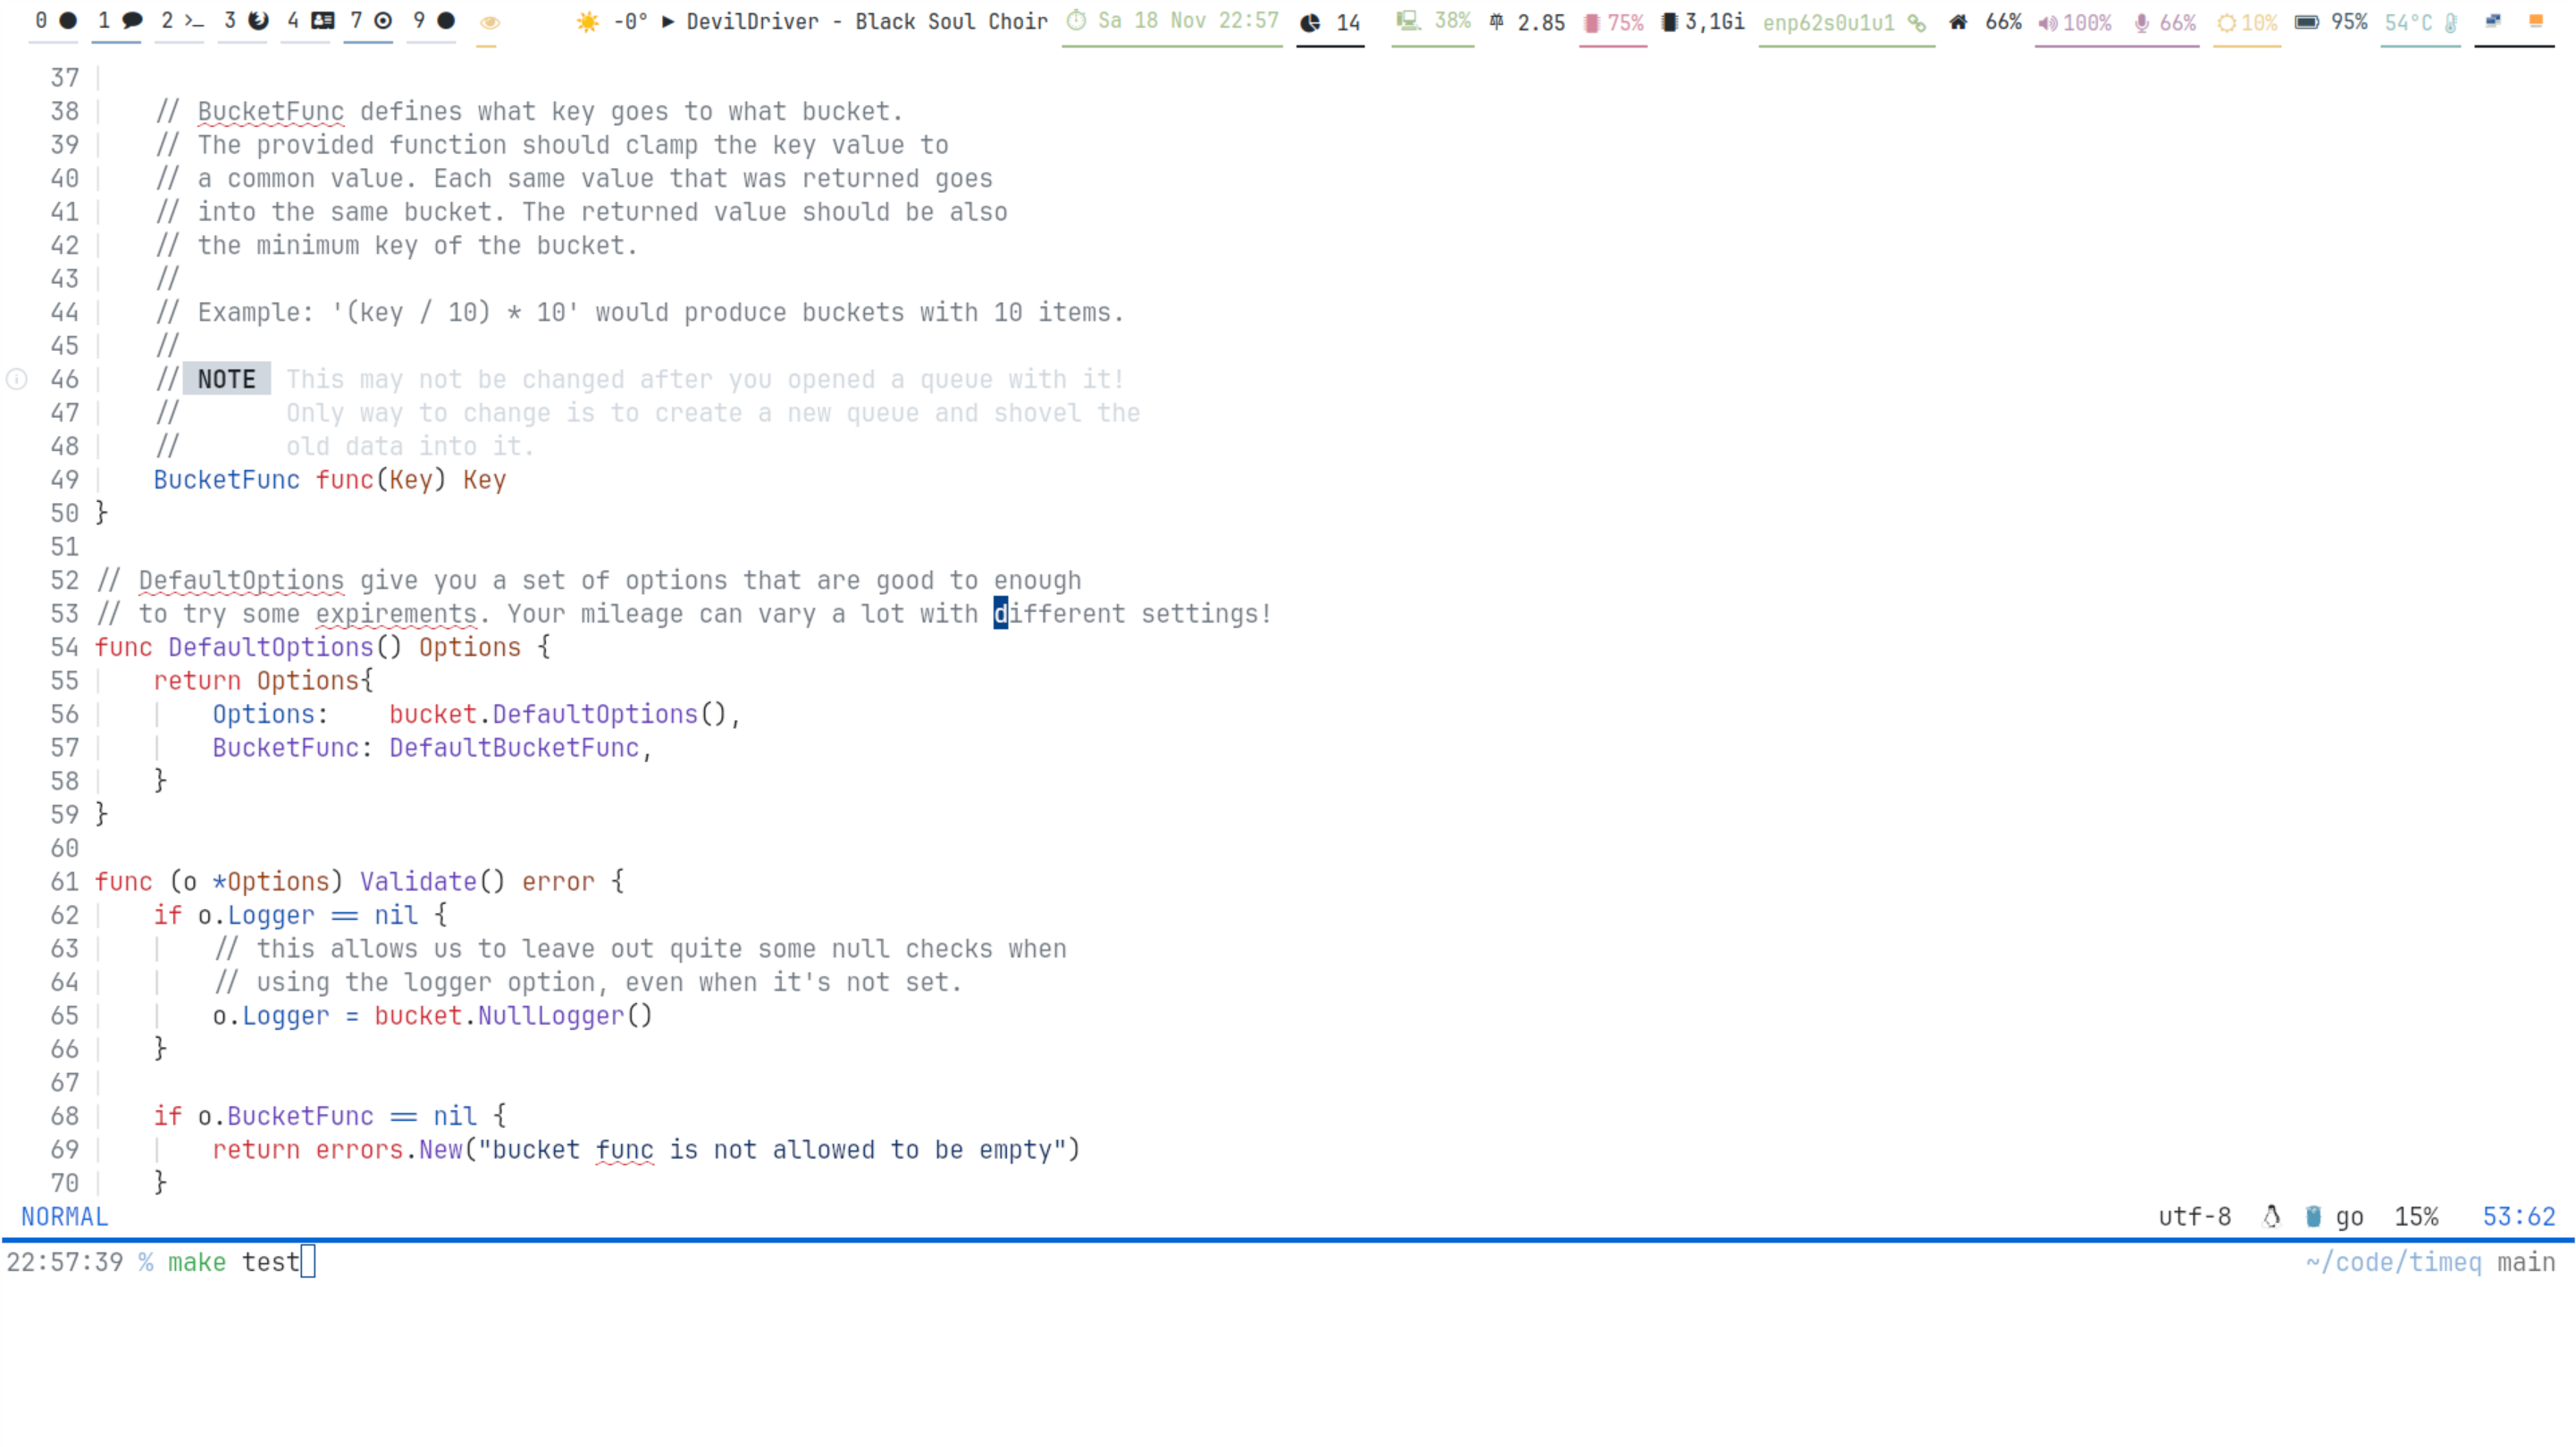 0 1 2 3 4 7 9 -0° ▶ DevilDriver - Black Soul Choir Sa 18 Nov 22:57 14 38% 2.85 75% 3,1Gi enp62s0u1u1 66% 100% 66% 10% 95% 54°C
37
38 // BucketFunc defines what key goes to what bucket.
39 // The provided function should clamp the key value to
40 // a common value. Each same value that was returned goes
41 // into the same bucket. The returned value should be also
42 // the minimum key of the bucket.
43 //
44 // Example: '(key / 10) * 10' would produce buckets with 10 items.
45 //
46 // NOTE This may not be changed after you opened a queue with it!
47 // Only way to change is to create a new queue and shovel the
48 // old data into it.
49 BucketFunc func(Key) Key
50 }
51
52 // DefaultOptions give you a set of options that are good to enough
53 // to try some expirements. Your mileage can vary a lot with different settings!
54 func DefaultOptions() Options {
55 return Options{
56 Options: bucket.DefaultOptions(),
57 BucketFunc: DefaultBucketFunc,
58 }
59 }
60
61 func (o *Options) Validate() error {
62 if o.Logger == nil {
63 // this allows us to leave out quite some null checks when
64 // using the logger option, even when it's not set.
65 o.Logger = bucket.NullLogger()
66 }
67
68 if o.BucketFunc == nil {
69 return errors.New("bucket func is not allowed to be empty")
70 }
NORMAL utf-8 go 15% 53:62
22:57:39 % make test ~/code/timeq main